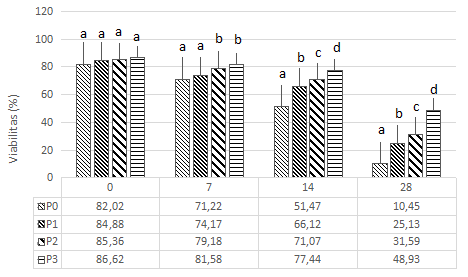 120
100
80
60
40
20
0
Viabilitas (%)
a a a a
a a b b
a b c d
a b c d
0 7 14 28
P0 82,02 71,22 51,47 10,45
P1 84,88 74,17 66,12 25,13
P2 85,36 79,18 71,07 31,59
P3 86,62 81,58 77,44 48,93